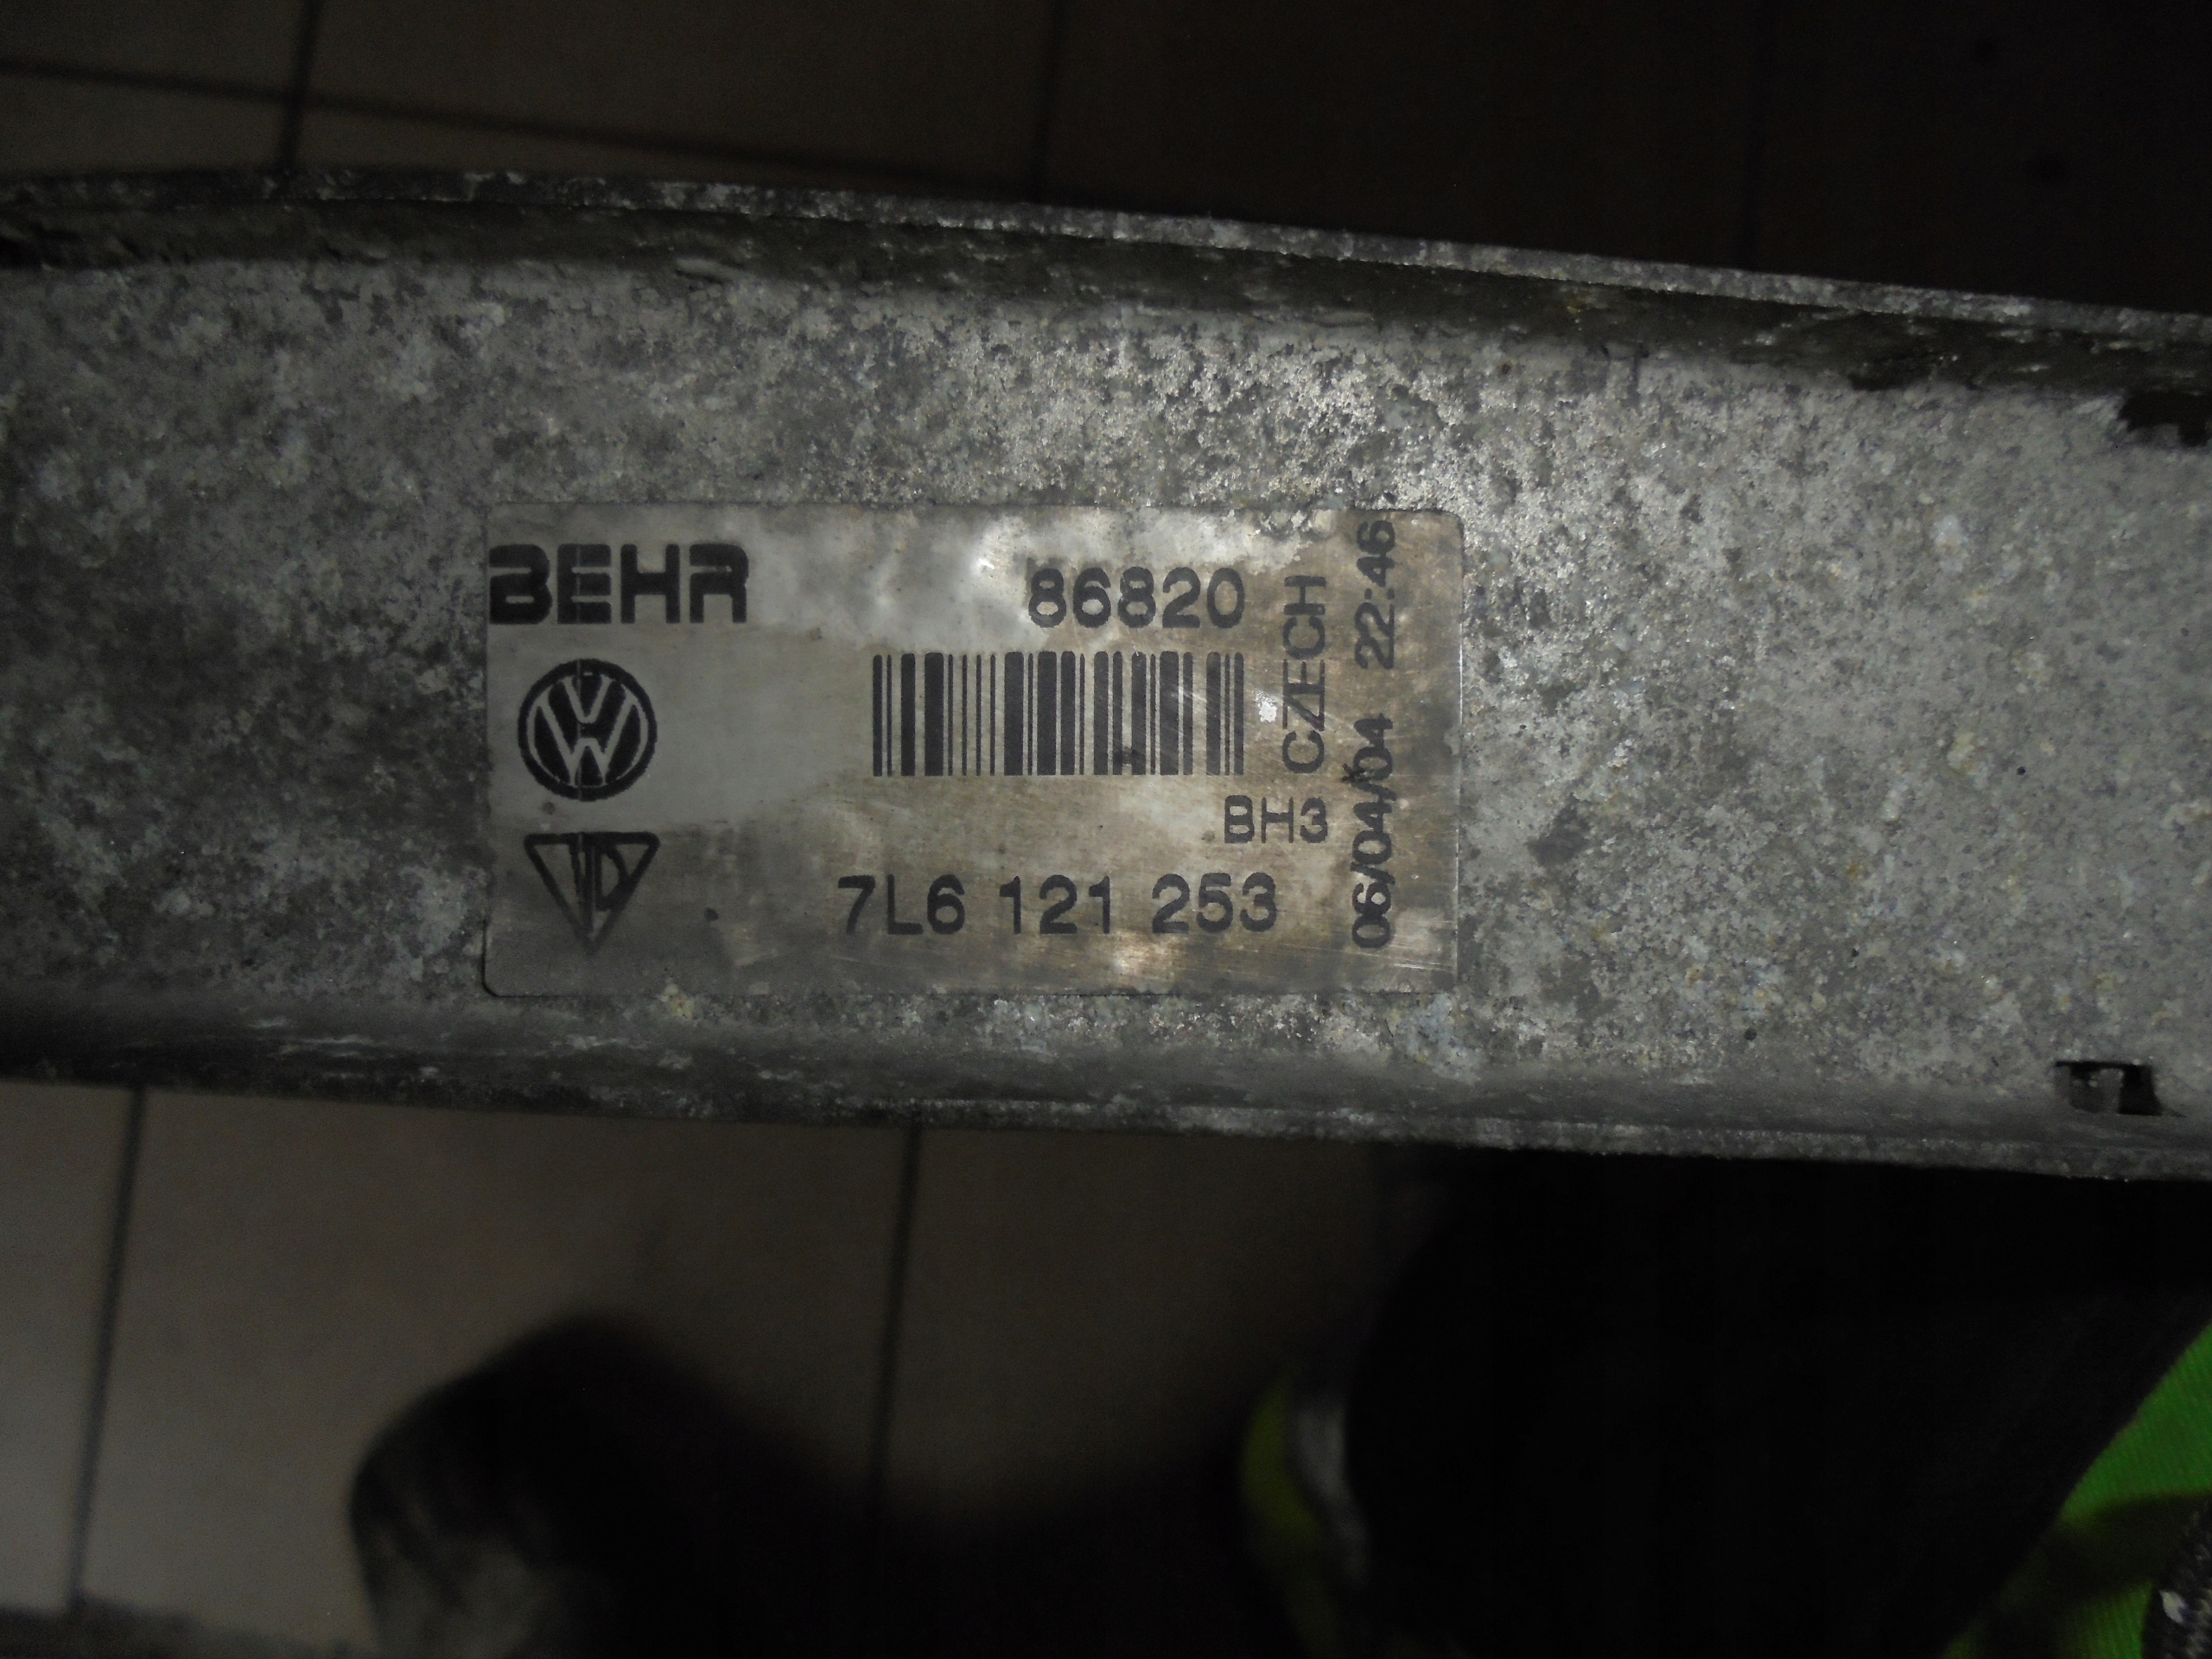 BEHR
86820
CZECH
06/04/04 22:46
BH3
7L6 121 253